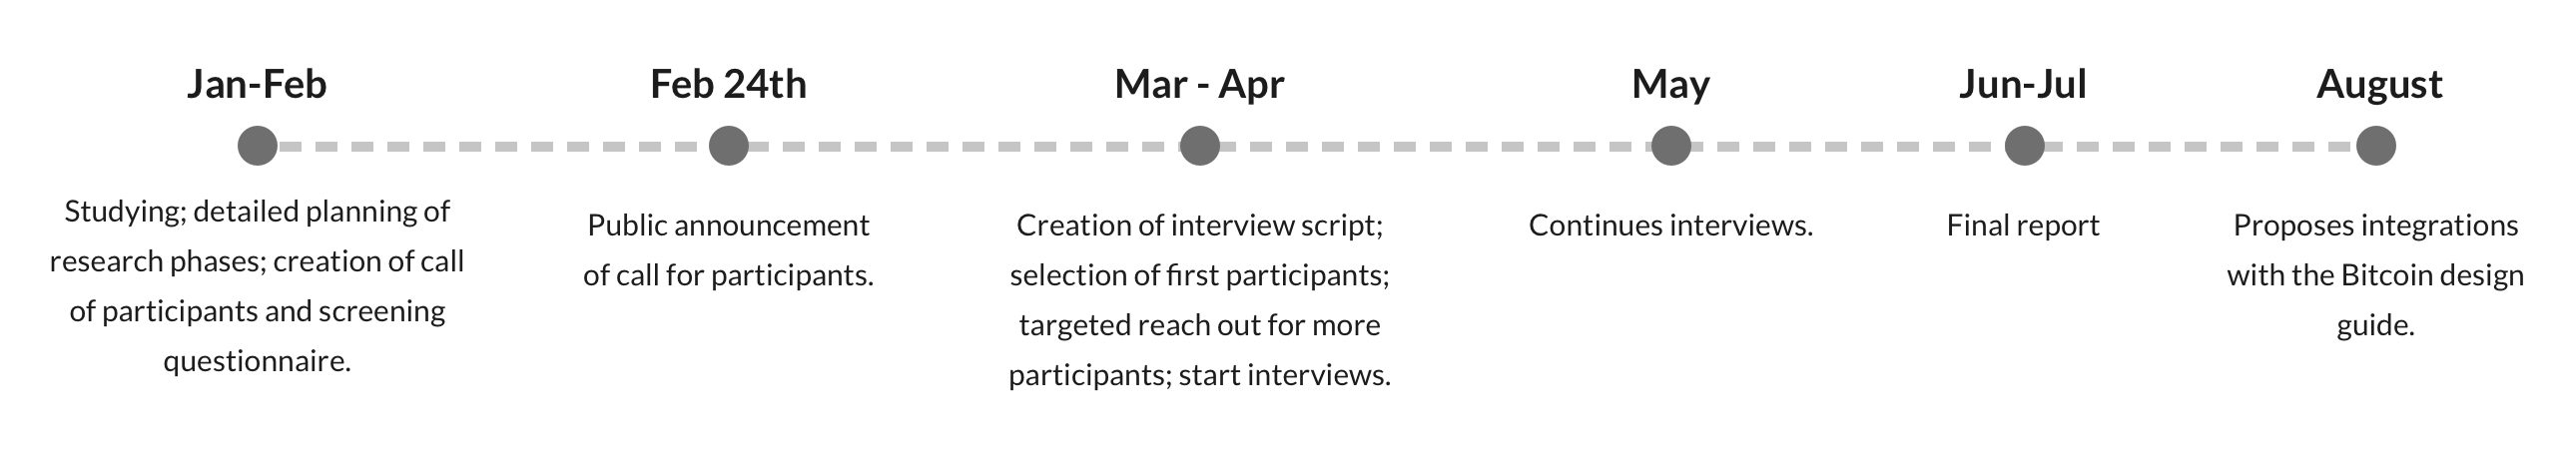 Jan-Feb
Studying; detailed planning of
research phases; creation of call
of participants and screening
questionnaire.
Feb 24th
Public announcement
of call for participants.
Mar - Apr
Creation of interview script;
selection of first participants;
targeted reach out for more
participants; start interviews.
May
Continues interviews.
Jun-Jul
Final report
August
Proposes integrations
with the Bitcoin design
guide.